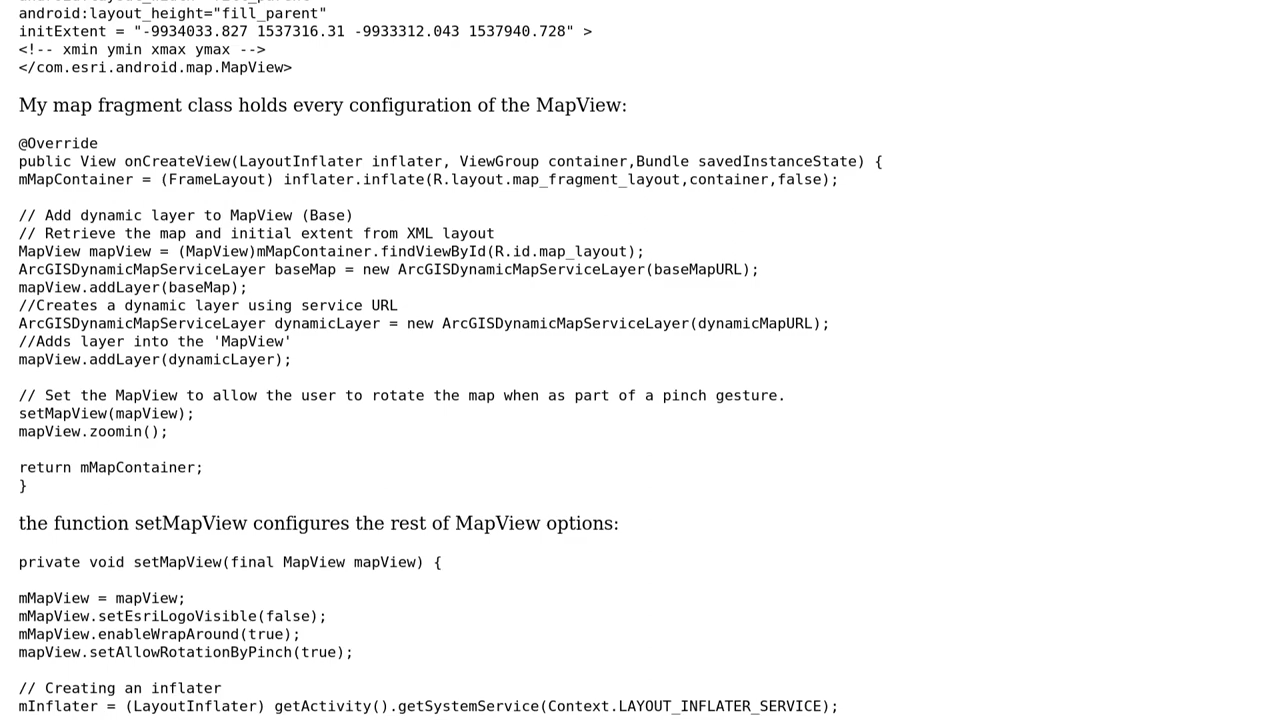 android:layout_height="fill_parent"
initExtent = "-9934033.827 1537316.31 -9933312.043 1537940.728" >
<!-- xmin ymin xmax ymax -->
</com.esri.android.map.MapView>
My map fragment class holds every configuration of the MapView:
@Override
public View onCreateView(LayoutInflater inflater, ViewGroup container,Bundle savedInstanceState) {
mMapContainer = (FrameLayout) inflater.inflate(R.layout.map_fragment_layout,container,false);
// Add dynamic layer to MapView (Base)
// Retrieve the map and initial extent from XML layout
MapView mapView = (MapView)mMapContainer.findViewById(R.id.map_layout);
ArcGISDynamicMapServiceLayer baseMap = new ArcGISDynamicMapServiceLayer(baseMapURL);
mapView.addLayer(baseMap);
//Creates a dynamic layer using service URL
ArcGISDynamicMapServiceLayer dynamicLayer = new ArcGISDynamicMapServiceLayer(dynamicMapURL);
//Adds layer into the 'MapView'
mapView.addLayer(dynamicLayer);
// Set the MapView to allow the user to rotate the map when as part of a pinch gesture.
setMapView(mapView);
mapView.zoomin();
return mMapContainer;
}
the function setMapView configures the rest of MapView options:
private void setMapView(final MapView mapView) {
mMapView = mapView;
mMapView.setEsriLogoVisible(false);
mMapView.enableWrapAround(true);
mapView.setAllowRotationByPinch(true);
// Creating an inflater
mInflater = (LayoutInflater) getActivity().getSystemService(Context.LAYOUT_INFLATER_SERVICE);